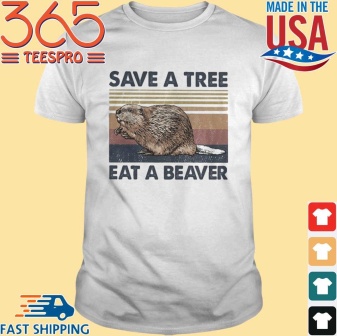 365
TEESPRO
MADE IN THE
USA
SAVE A TREE
EAT A BEAVER
FAST SHIPPING